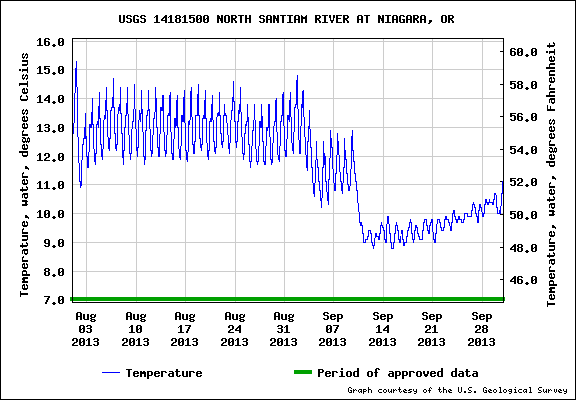 USGS 14181500 NORTH SANTIAM RIVER AT NIAGARA, OR
Temperature, water, degrees Celsius
16.0
15.0
14.0
13.0
12.0
11.0
10.0
9.0
8.0
7.0
60.0
58.0
56.0
54.0
52.0
50.0
48.0
46.0
Temperature, water, degrees Fahrenheit
Aug Aug Aug Aug Aug Sep Sep Sep Sep
03 10 17 24 31 07 14 21 28
2013 2013 2013 2013 2013 2013 2013 2013 2013
Temperature Period of approved data
Graph courtesy of the U.S. Geological Survey